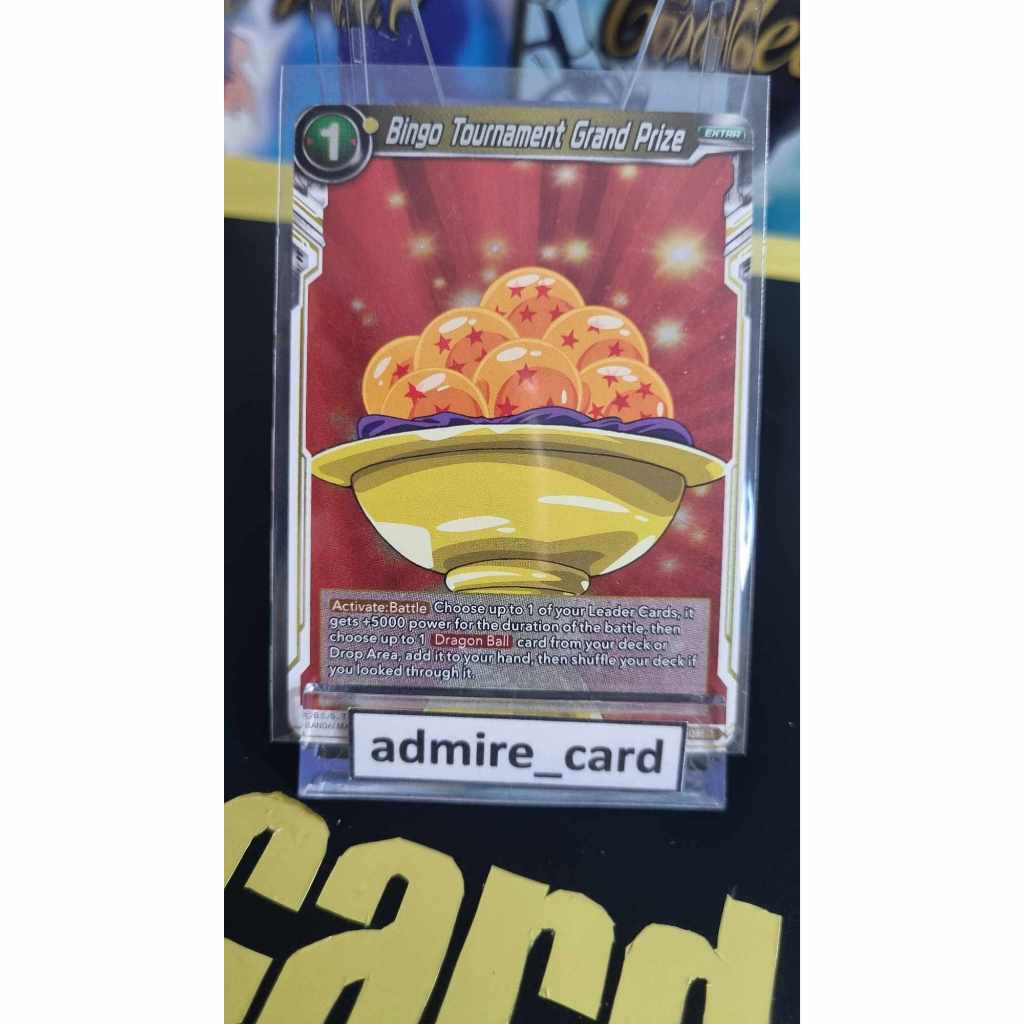 1
Bingo Tournament Grand Prize
EXTRA
Activate:Battle Choose up to 1 of your Leader Cards, it
gets +5000 power for the duration of the battle, then
choose up to 1 Dragon Ball card from your deck or
Drop Area, add it to your hand, then shuffle your deck if
you looked through it.
admire_card
Card